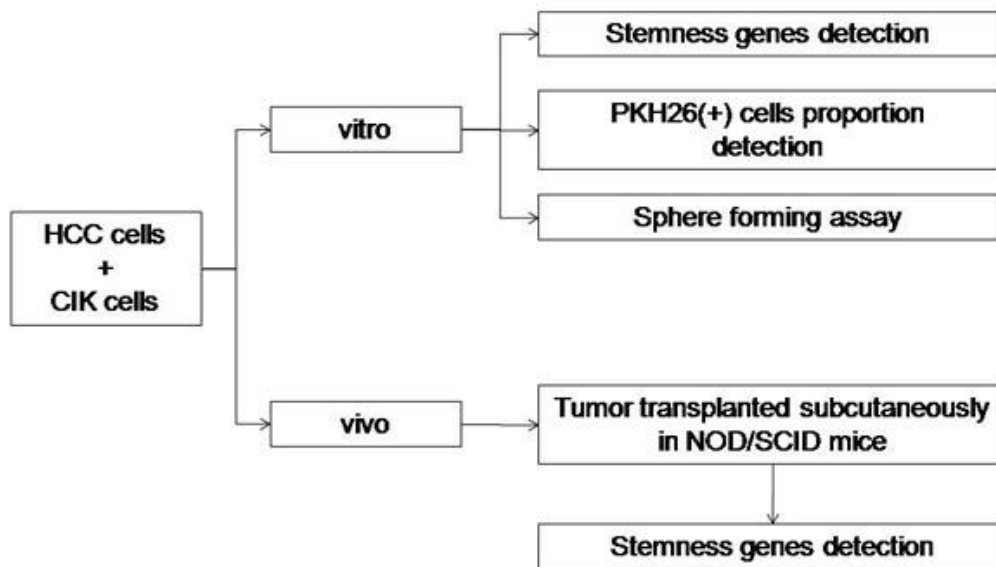 HCC cells
+
CIK cells
vitro
Stemness genes detection
PKH26(+) cells proportion
detection
Sphere forming assay
vivo
Tumor transplanted subcutaneously
in NOD/SCID mice
Stemness genes detection